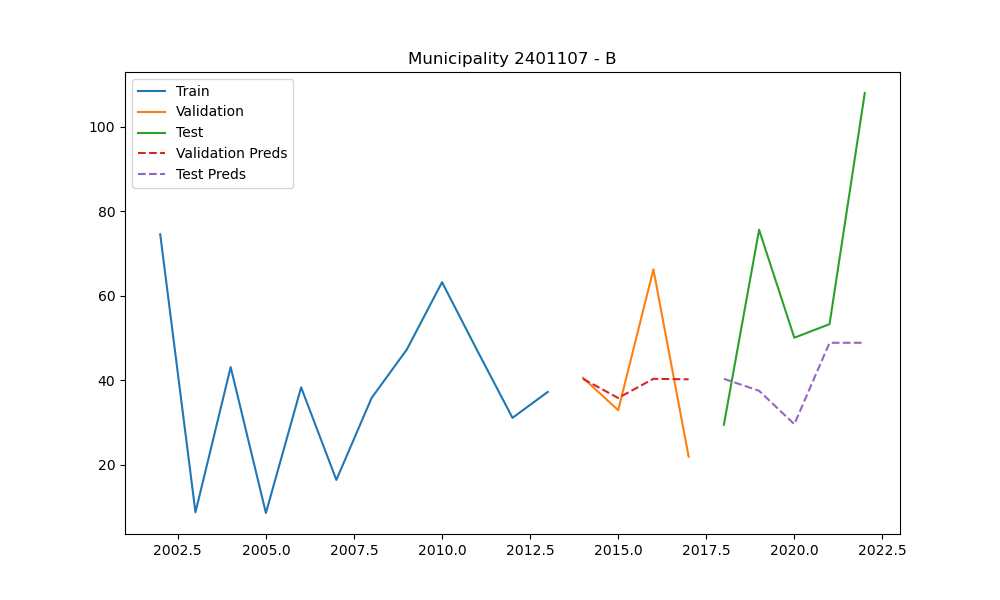 Municipality 2401107 - B
Train
Validation
Test
Validation Preds
Test Preds
100
80
60
40
20
2002.5 2005.0 2007.5 2010.0 2012.5 2015.0 2017.5 2020.0 2022.5